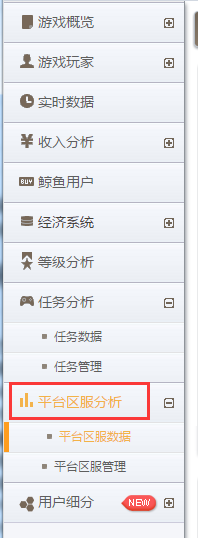 游戏概览
游戏玩家
实时数据
收入分析
BUY 鲸鱼用户
经济系统
等级分析
任务分析
任务数据
任务管理
平台区服分析
平台区服数据
平台区服管理
用户细分 NEW